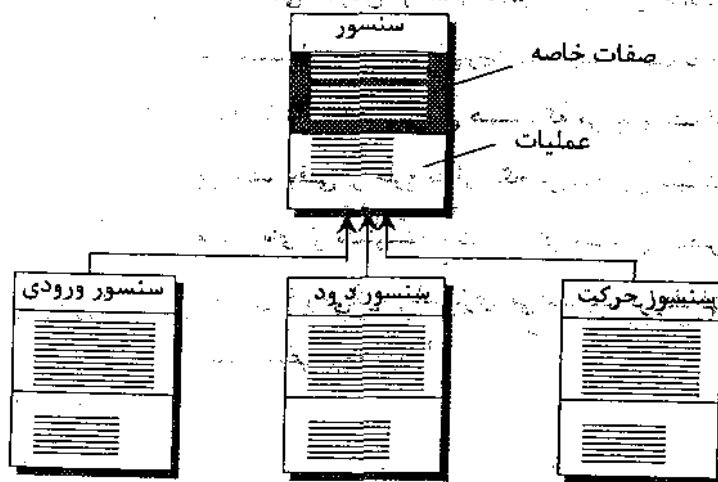 سنسور
صفات خاصه
عملیات
سنسور حرکت
سنسور دود
سنسور ورودی